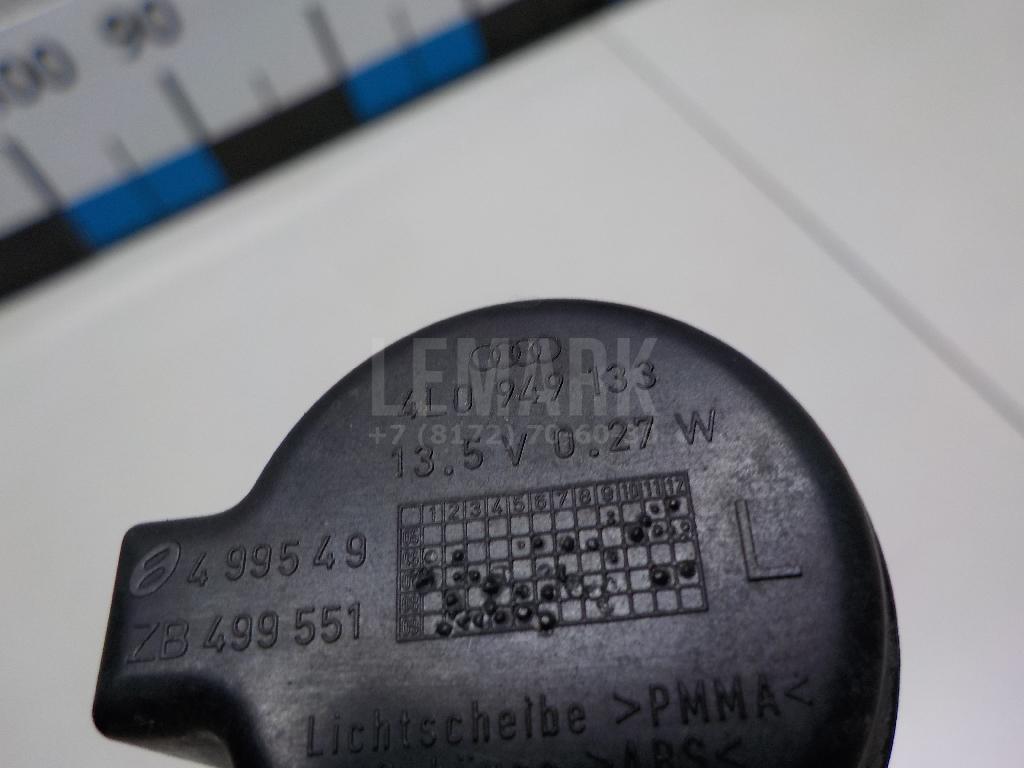 90
LEMARK
4L0 949 133
13.5 V 0.27 W
1 2 3 4 5 6 7 8 9 10 11 12
L
4 995 49
ZB 499 551
Lichtscheibe >PMMA<
>ABS<